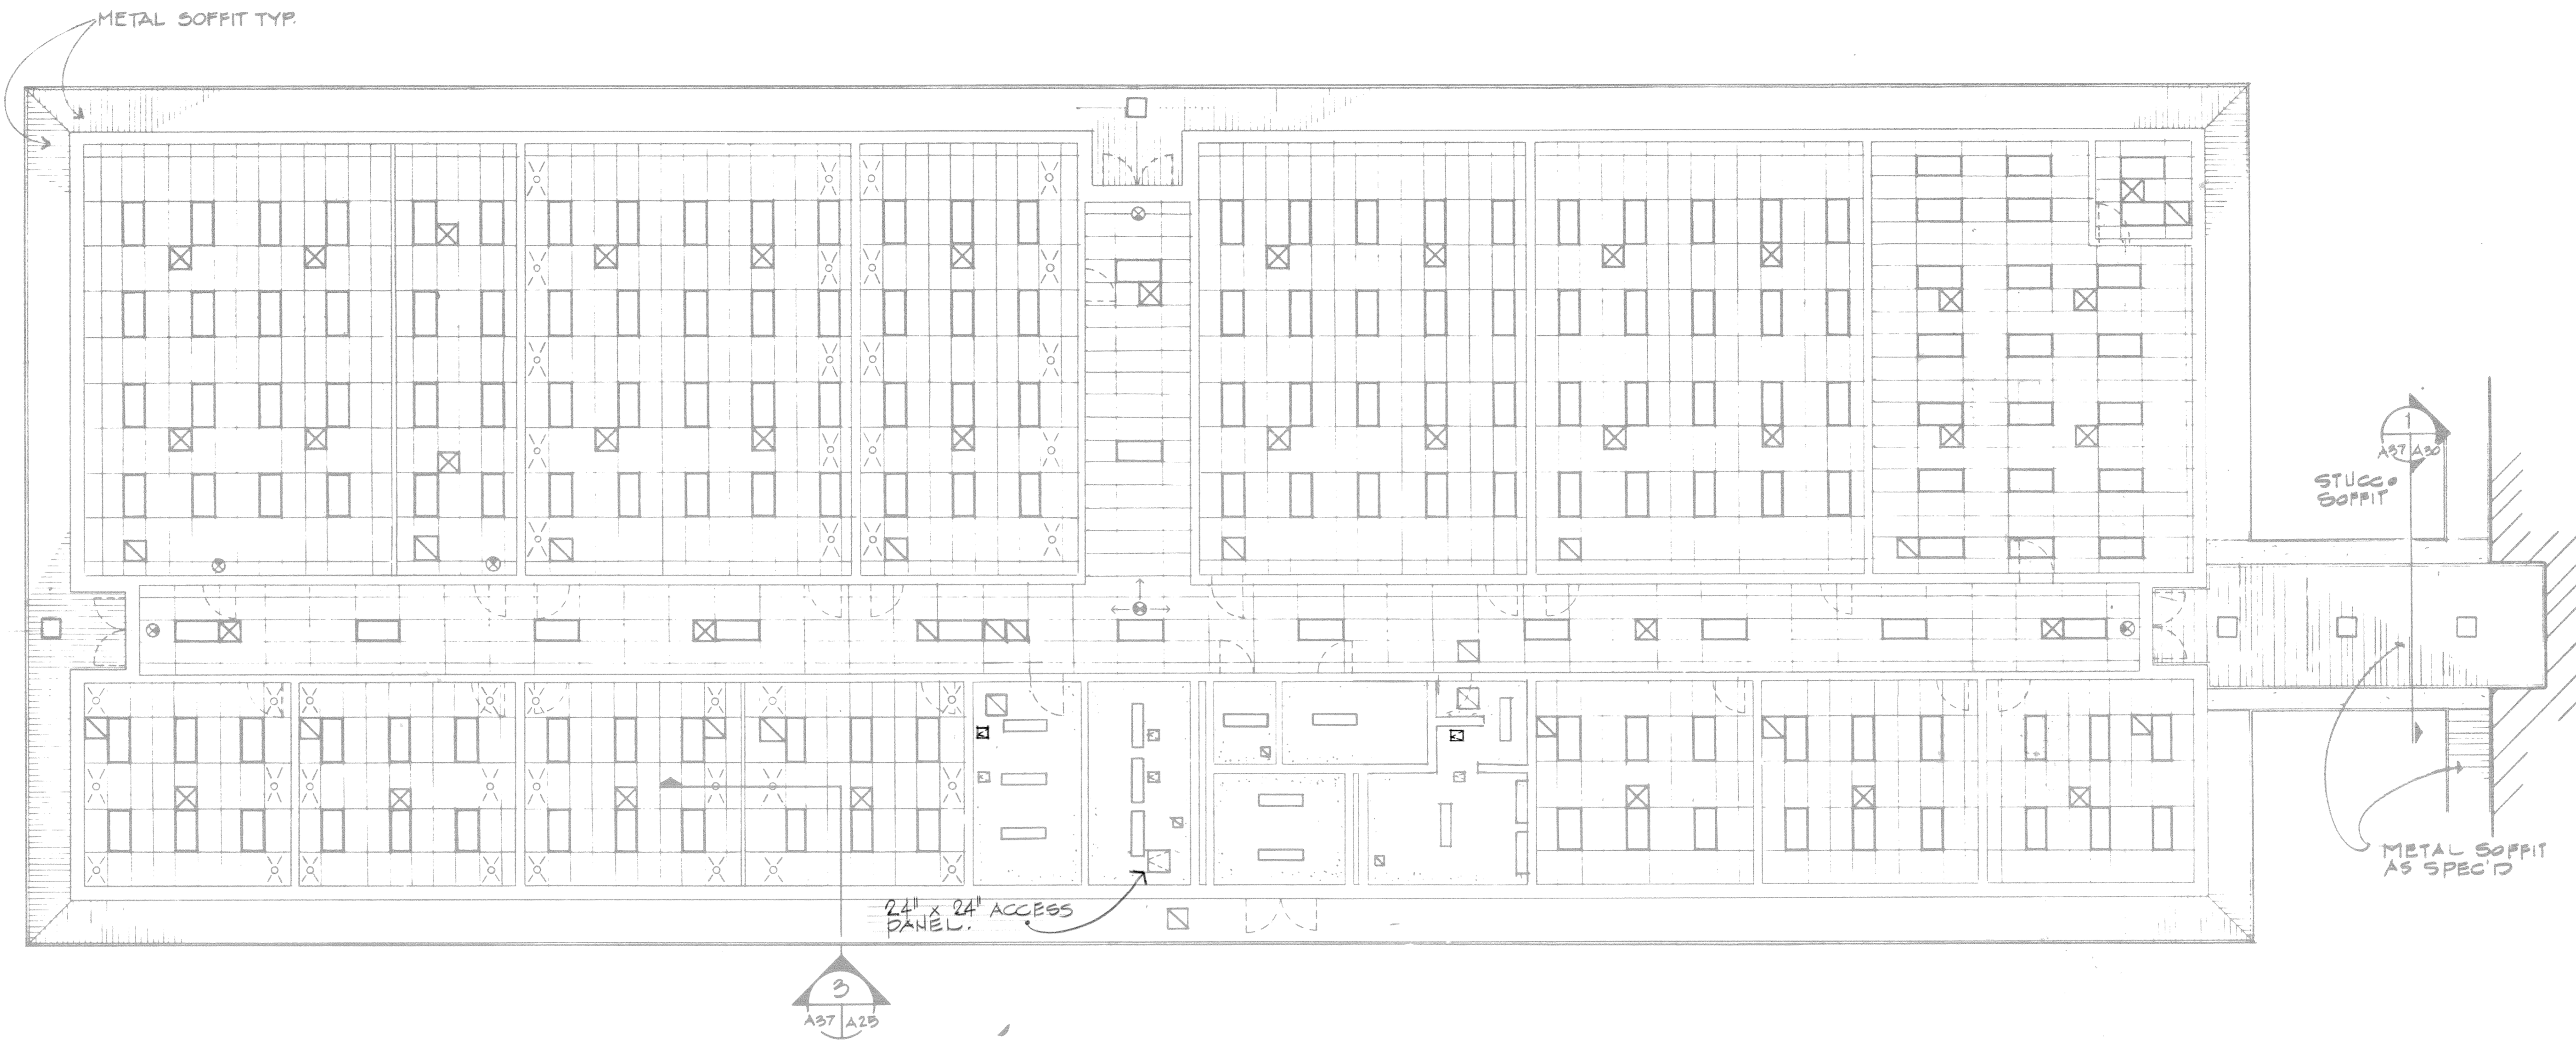 METAL SOFFIT TYP.
1
A37 A30
STUCCO
SOFFIT
METAL SOFFIT
AS SPEC'D
24" x 24" ACCESS
PANEL.
3
A37 A25